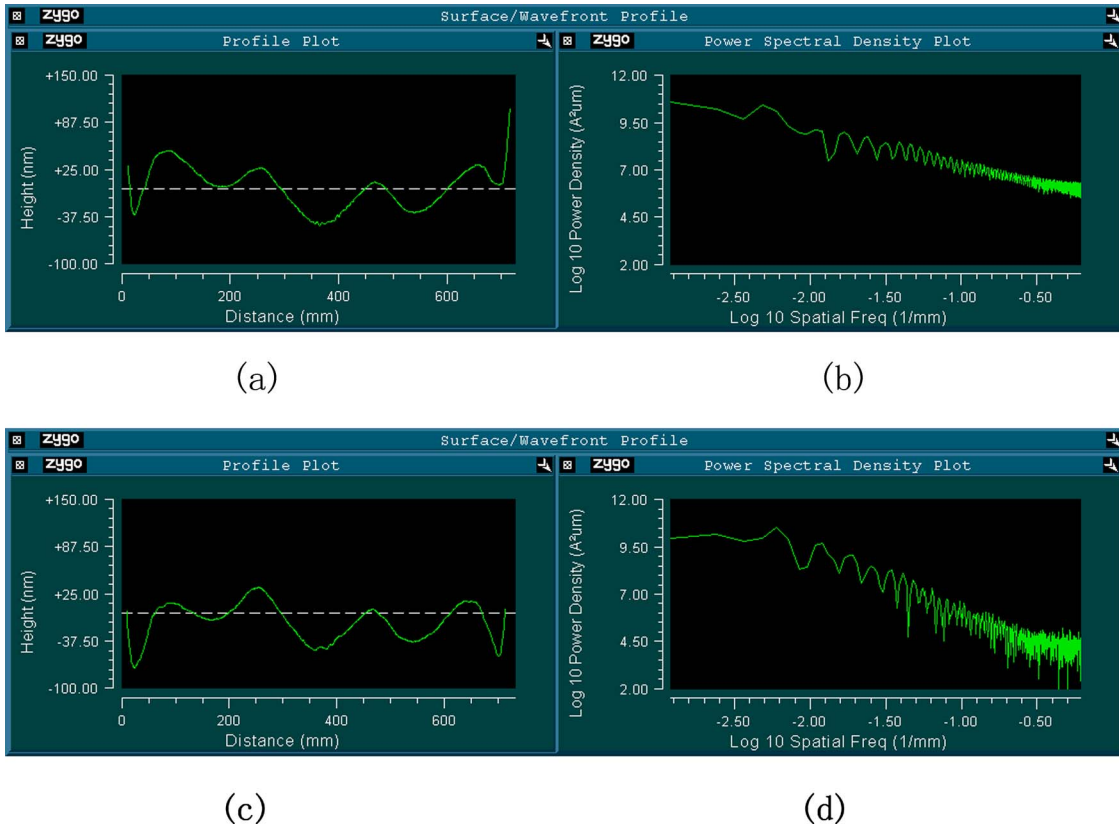 zygo Surface/Wavefront Profile
zygo Profile Plot
+150.00
+87.50
+25.00
-37.50
-100.00
Height (nm)
0 200 400 600
Distance (mm)
zygo Power Spectral Density Plot
12.00
9.50
7.00
4.50
2.00
Log 10 Power Density (A²um)
-2.50 -2.00 -1.50 -1.00 -0.50
Log 10 Spatial Freq (1/mm)
(a)
(b)
zygo Surface/Wavefront Profile
zygo Profile Plot
+150.00
+87.50
+25.00
-37.50
-100.00
Height (nm)
0 200 400 600
Distance (mm)
zygo Power Spectral Density Plot
12.00
9.50
7.00
4.50
2.00
Log 10 Power Density (A²um)
-2.50 -2.00 -1.50 -1.00 -0.50
Log 10 Spatial Freq (1/mm)
(c)
(d)